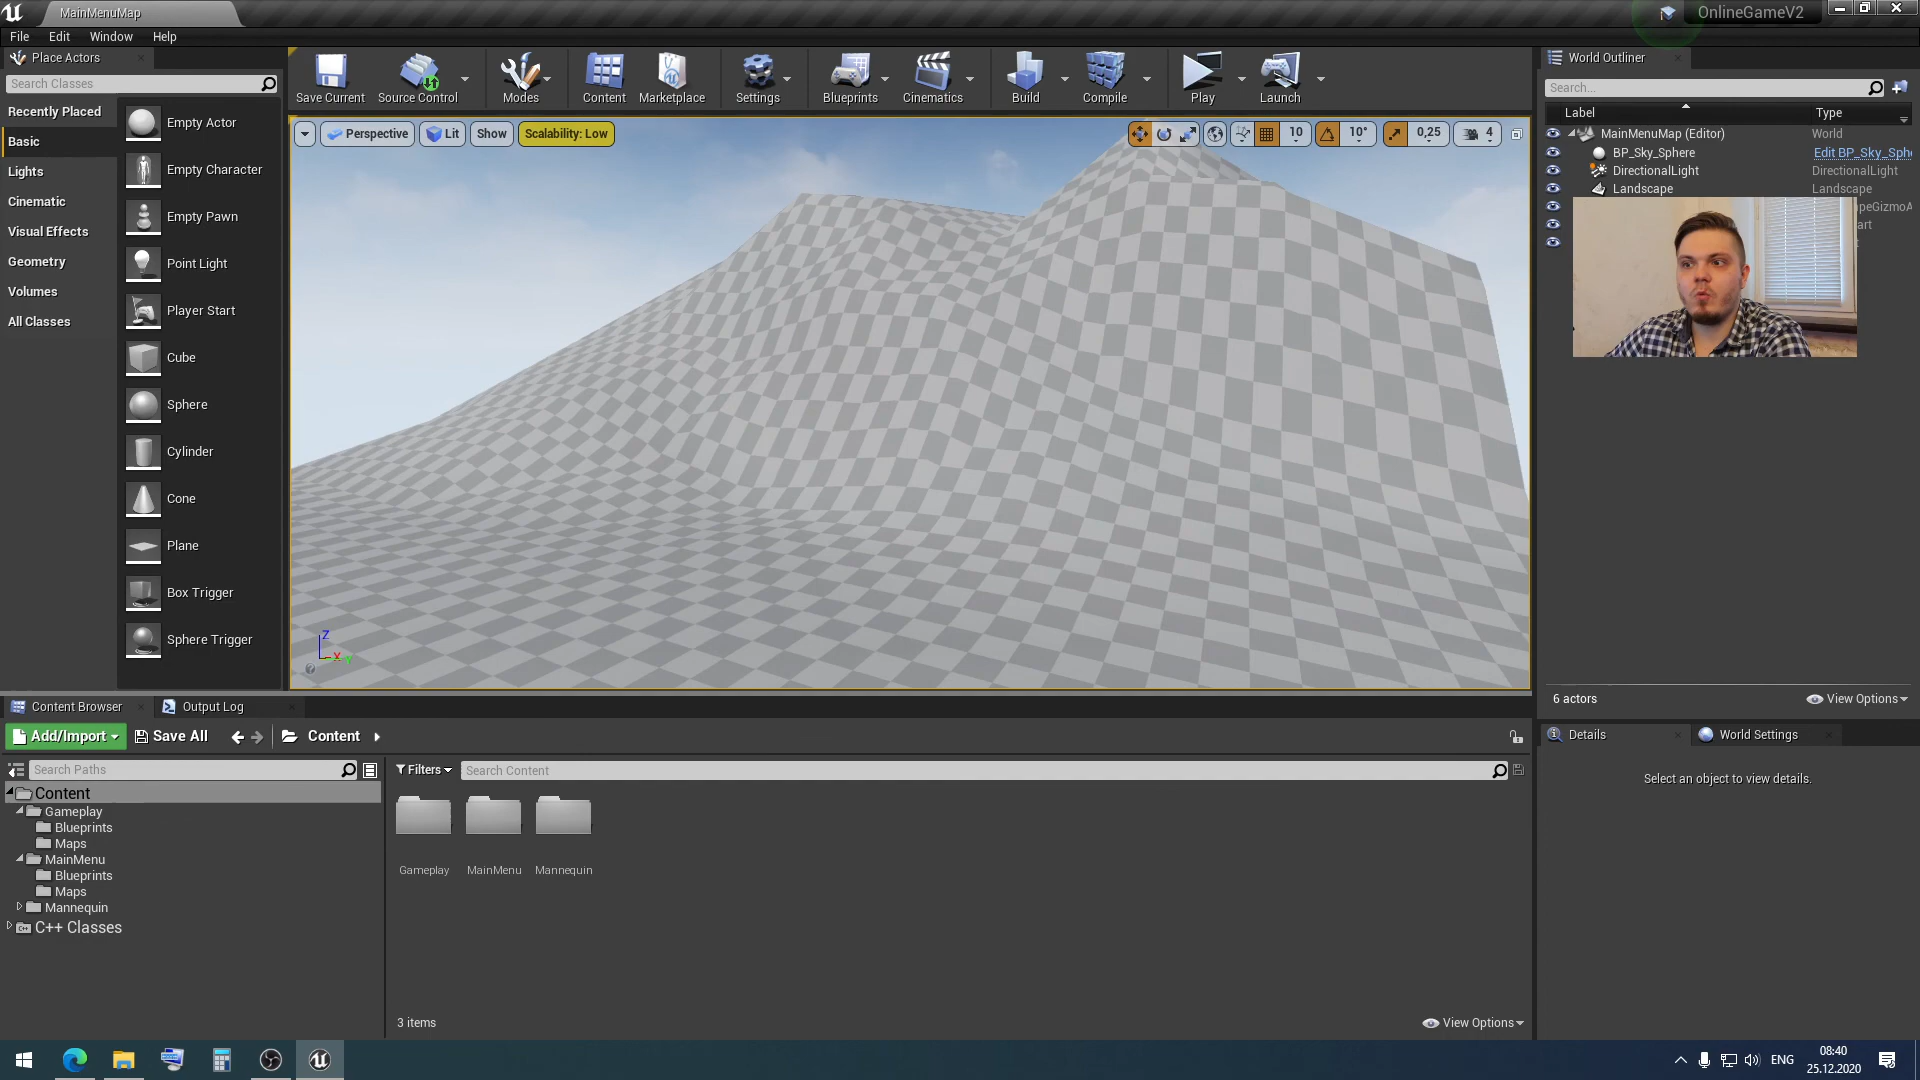 MainMenuMap
OnlineGameV2
File Edit Window Help
Place Actors
Search Classes
Recently Placed
Basic
Lights
Cinematic
Visual Effects
Geometry
Volumes
All Classes
Empty Actor
Empty Character
Empty Pawn
Point Light
Player Start
Cube
Sphere
Cylinder
Cone
Plane
Box Trigger
Sphere Trigger
Save Current
Source Control
Modes
Content
Marketplace
Settings
Blueprints
Cinematics
Build
Compile
Play
Launch
Perspective
Lit
Show
Scalability: Low
10
10°
0,25
4
Z
X
Y
World Outliner
Search...
Label Type
MainMenuMap (Editor) World
BP_Sky_Sphere Edit BP_Sky_Sph
DirectionalLight DirectionalLight
Landscape Landscape
6 actors
View Options
Details
World Settings
Select an object to view details.
Content Browser
Output Log
Add/Import
Save All
Content
Search Paths
Filters
Search Content
Content
Gameplay
Blueprints
Maps
MainMenu
Blueprints
Maps
Mannequin
C++ Classes
Gameplay
MainMenu
Mannequin
3 items
View Options
ENG
08:40
25.12.2020